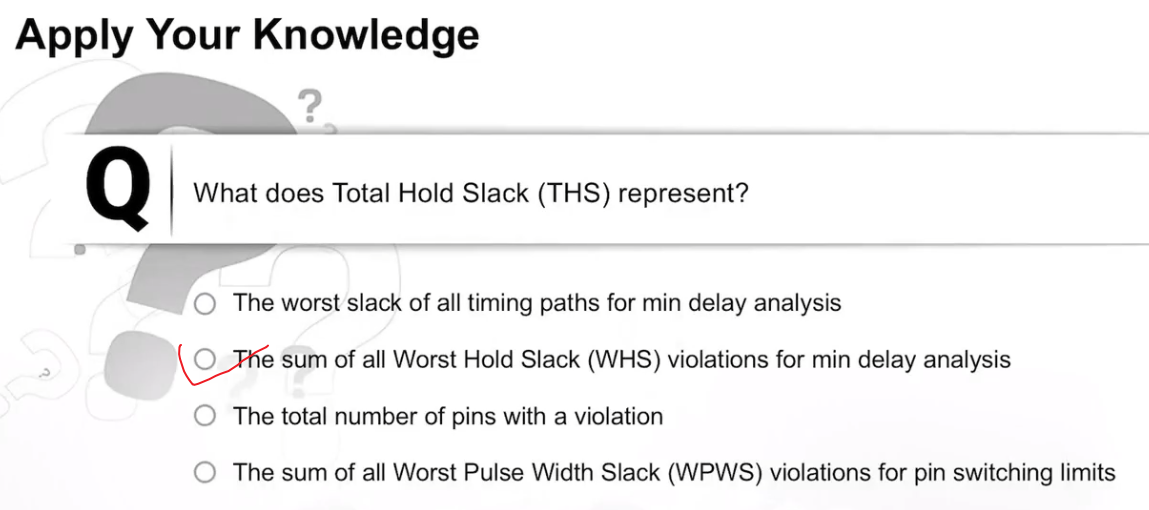 Apply Your Knowledge
?
Q
What does Total Hold Slack (THS) represent?
The worst slack of all timing paths for min delay analysis
The sum of all Worst Hold Slack (WHS) violations for min delay analysis
The total number of pins with a violation
The sum of all Worst Pulse Width Slack (WPWS) violations for pin switching limits